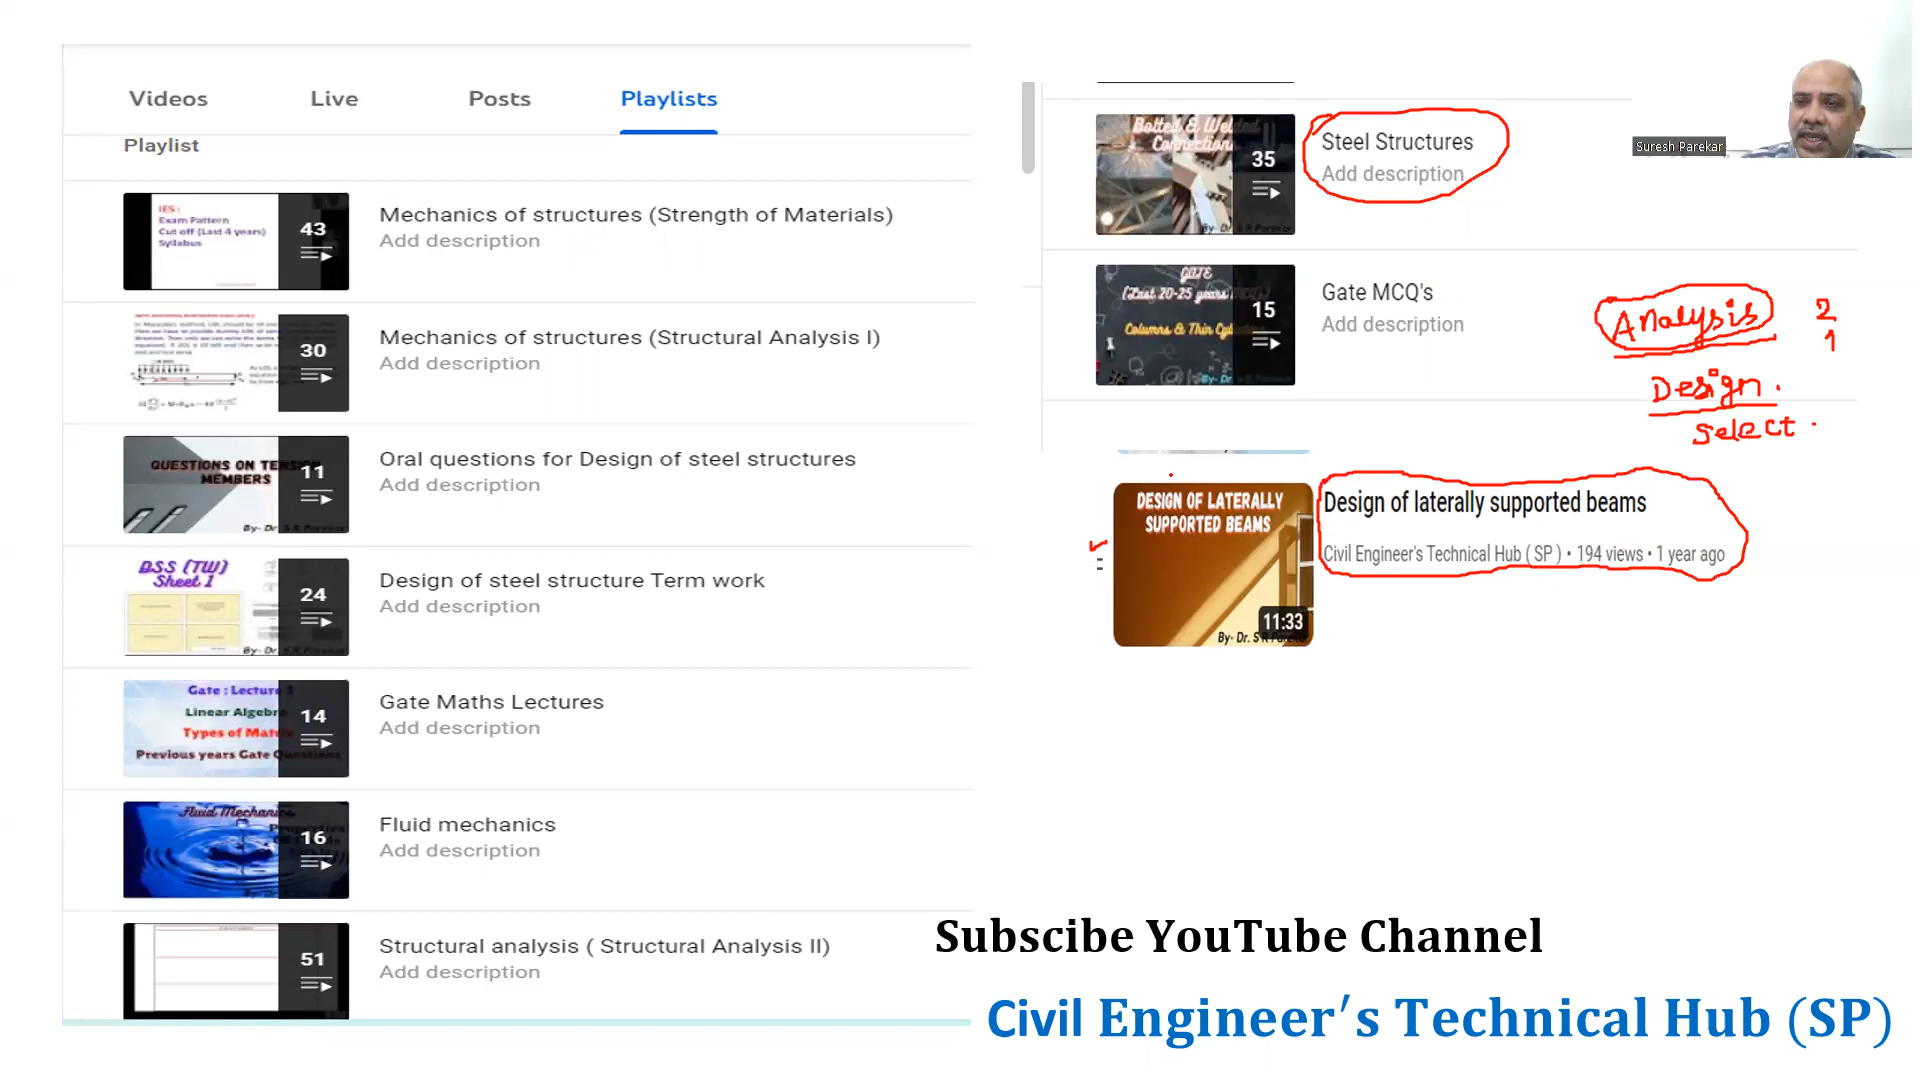 Videos Live Posts Playlists
Playlist
IES :
Exam Pattern
Cut off (Last 4 years)
Syllabus
43
Mechanics of structures (Strength of Materials)
Add description
30
Mechanics of structures (Structural Analysis I)
Add description
QUESTIONS ON TENSION
MEMBERS
11
Oral questions for Design of steel structures
Add description
DSS (TW)
Sheet 1
24
Design of steel structure Term work
Add description
Gate : Lecture
Linear Algebra
Types of
Previous years Gate Questions
14
Gate Maths Lectures
Add description
Fluid Mechanics
16
Fluid mechanics
Add description
51
Structural analysis ( Structural Analysis II)
Add description
Bolted & Welded
Connections
35
Steel Structures
Add description
Suresh Parekar
GATE
(Last 20-25 years
Columns & Thin
15
Gate MCQ's
Add description
Analysis 2
1
Design.
Select.
DESIGN OF LATERALLY
SUPPORTED BEAMS
11:33
By- Dr. S R
Design of laterally supported beams
Civil Engineer's Technical Hub ( SP ) • 194 views • 1 year ago
Subscibe YouTube Channel
Civil Engineer's Technical Hub (SP)